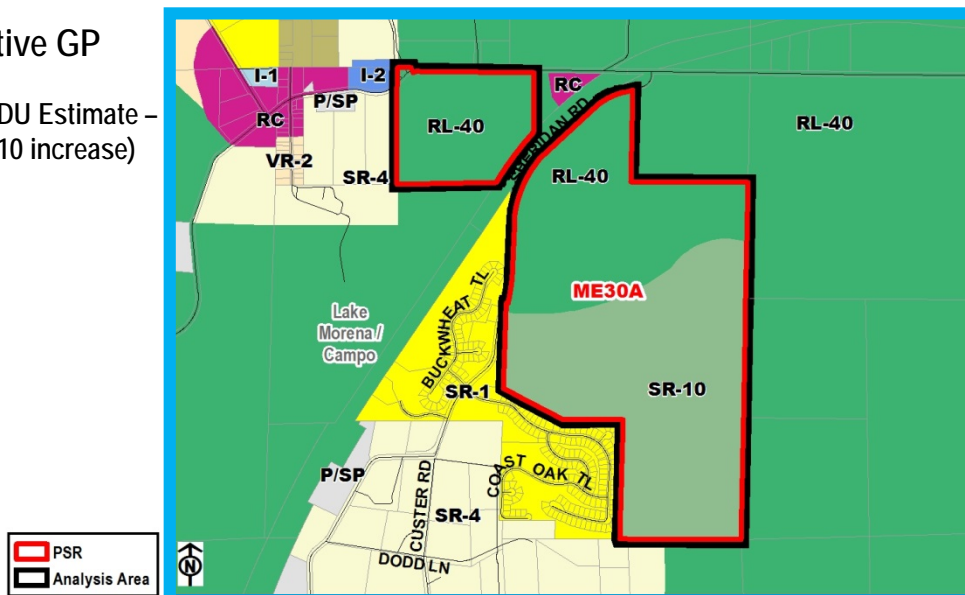 tive GP
DU Estimate –
10 increase)
I-1
I-2
P/SP
RC
RC
RL-40
RL-40
VR-2
SR-4
SHERIDAN RD
RL-40
ME30A
Lake
Morena /
Campo
BUCKWHEAT TL
SR-1
SR-10
P/SP
CUSTER RD
COAST OAK TL
SR-4
DODD LN
PSR
Analysis Area
N